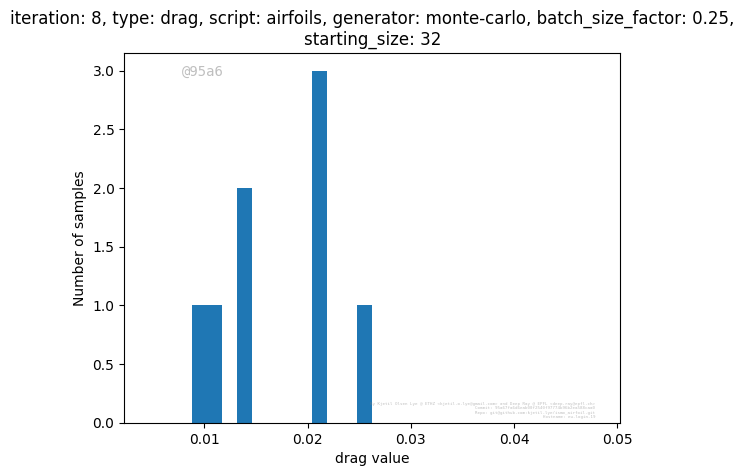 iteration: 8, type: drag, script: airfoils, generator: monte-carlo, batch_size_factor: 0.25,
starting_size: 32
@95a6
3.0
2.5
2.0
1.5
1.0
0.5
0.0
Number of samples
0.01
0.02
0.03
0.04
0.05
drag value